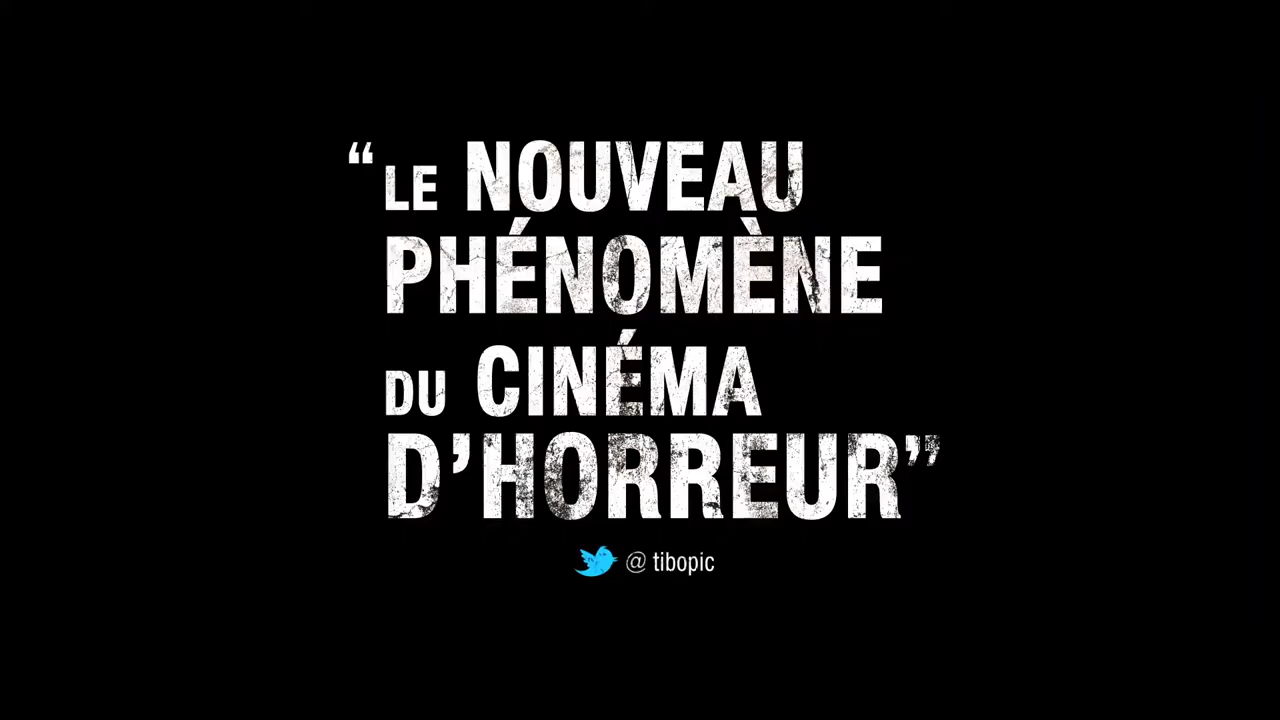 “LE NOUVEAU
PHÉNOMÈNE
DU CINÉMA
D’HORREUR”
@ tibopic